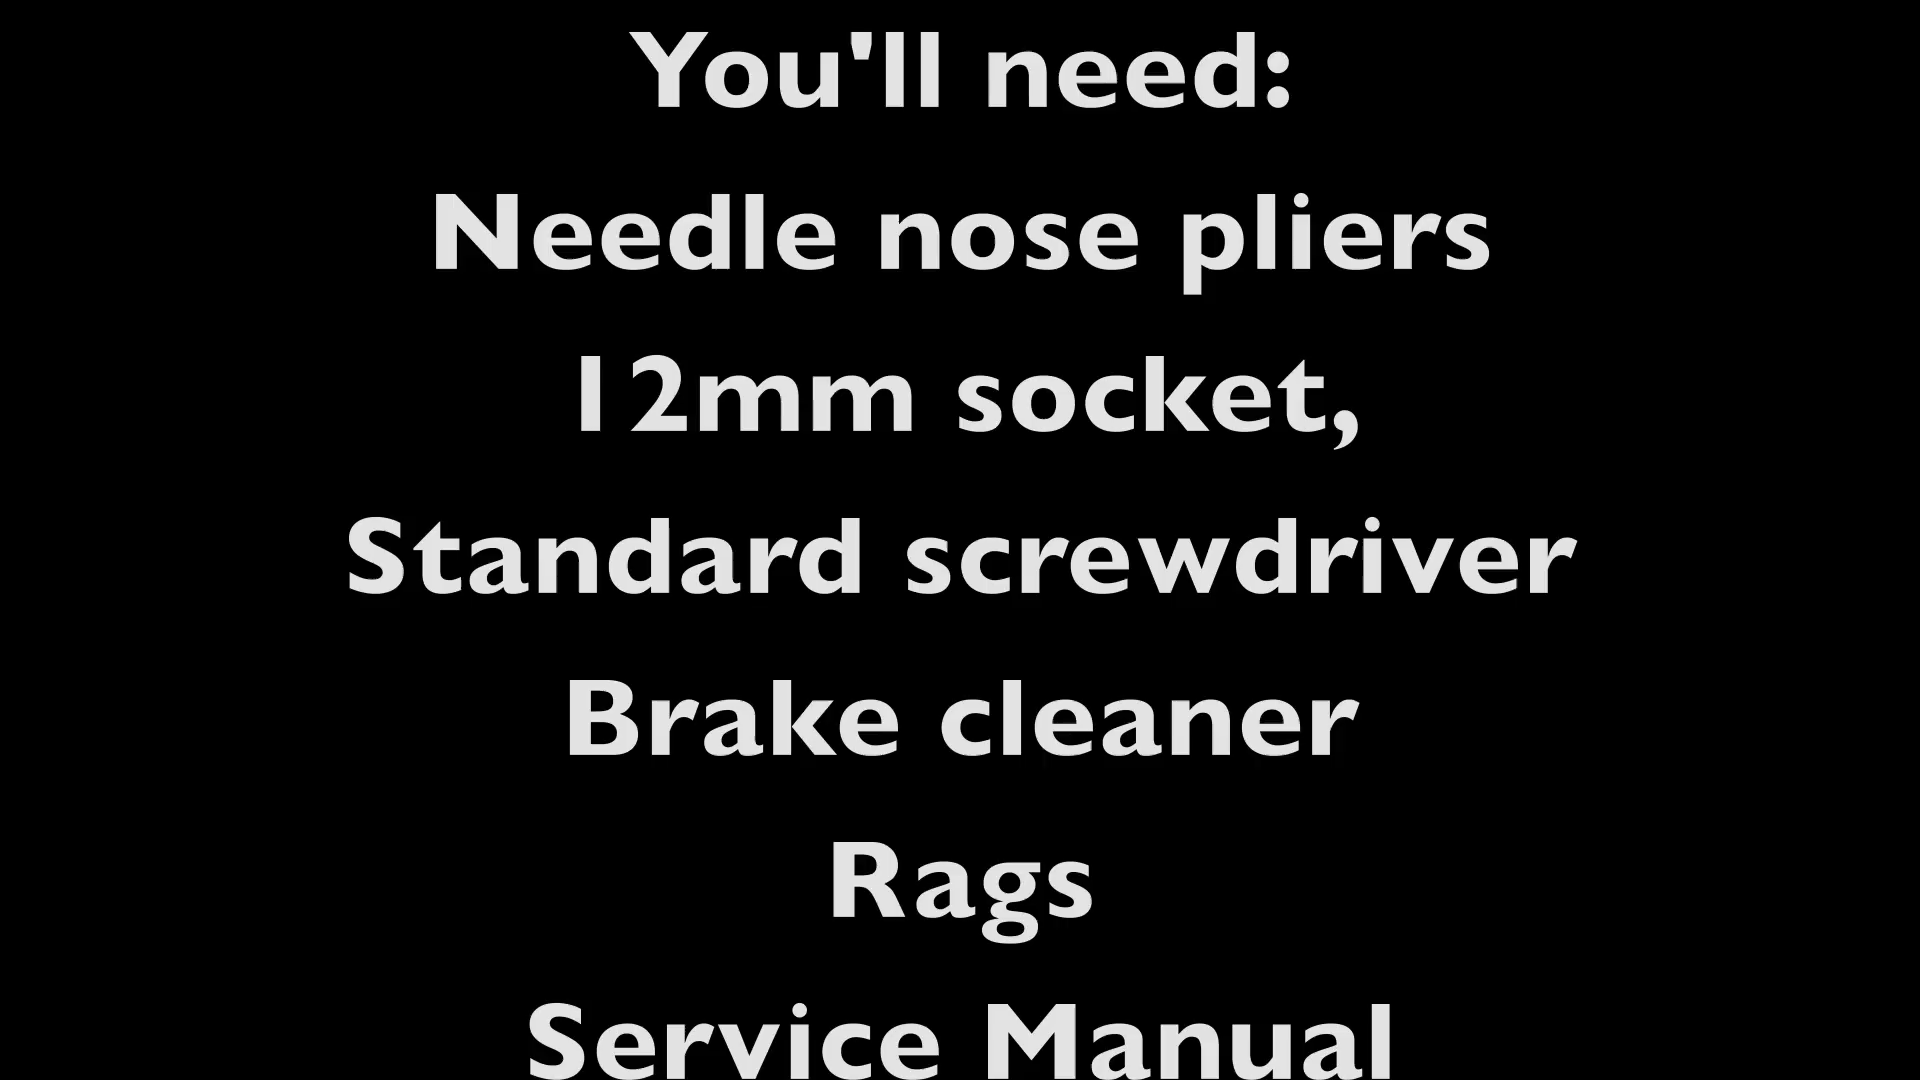 You'll need:
Needle nose pliers
12mm socket,
Standard screwdriver
Brake cleaner
Rags
Service Manual